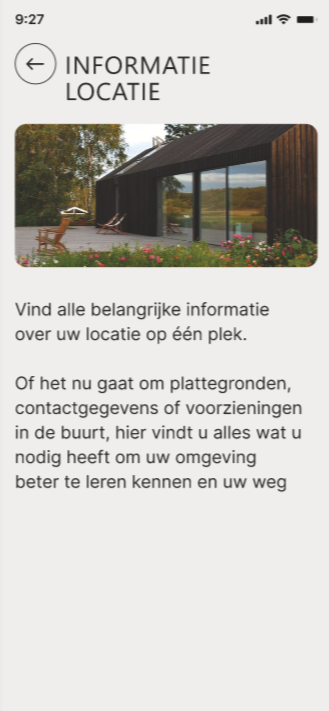 9:27
INFORMATIE
LOCATIE
Vind alle belangrijke informatie
over uw locatie op één plek.
Of het nu gaat om plattegronden,
contactgegevens of voorzieningen
in de buurt, hier vindt u alles wat u
nodig heeft om uw omgeving
beter te leren kennen en uw weg